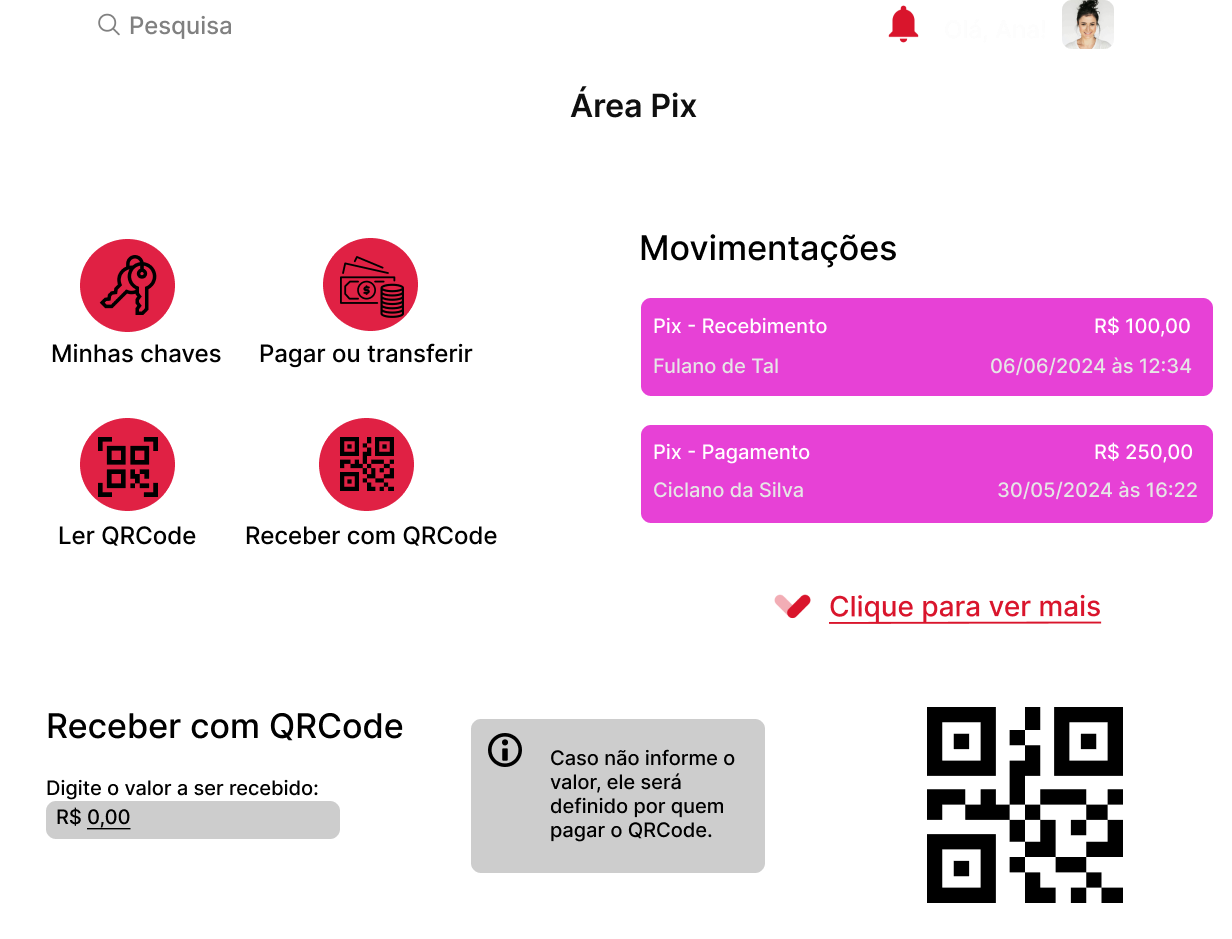 Pesquisa
Área Pix
Minhas chaves
Pagar ou transferir
Ler QRCode
Receber com QRCode
Movimentações
Pix - Recebimento R$ 100,00
Fulano de Tal 06/06/2024 às 12:34
Pix - Pagamento R$ 250,00
Ciclano da Silva 30/05/2024 às 16:22
Clique para ver mais
Receber com QRCode
Digite o valor a ser recebido:
R$ 0,00
Caso não informe o
valor, ele será
definido por quem
pagar o QRCode.